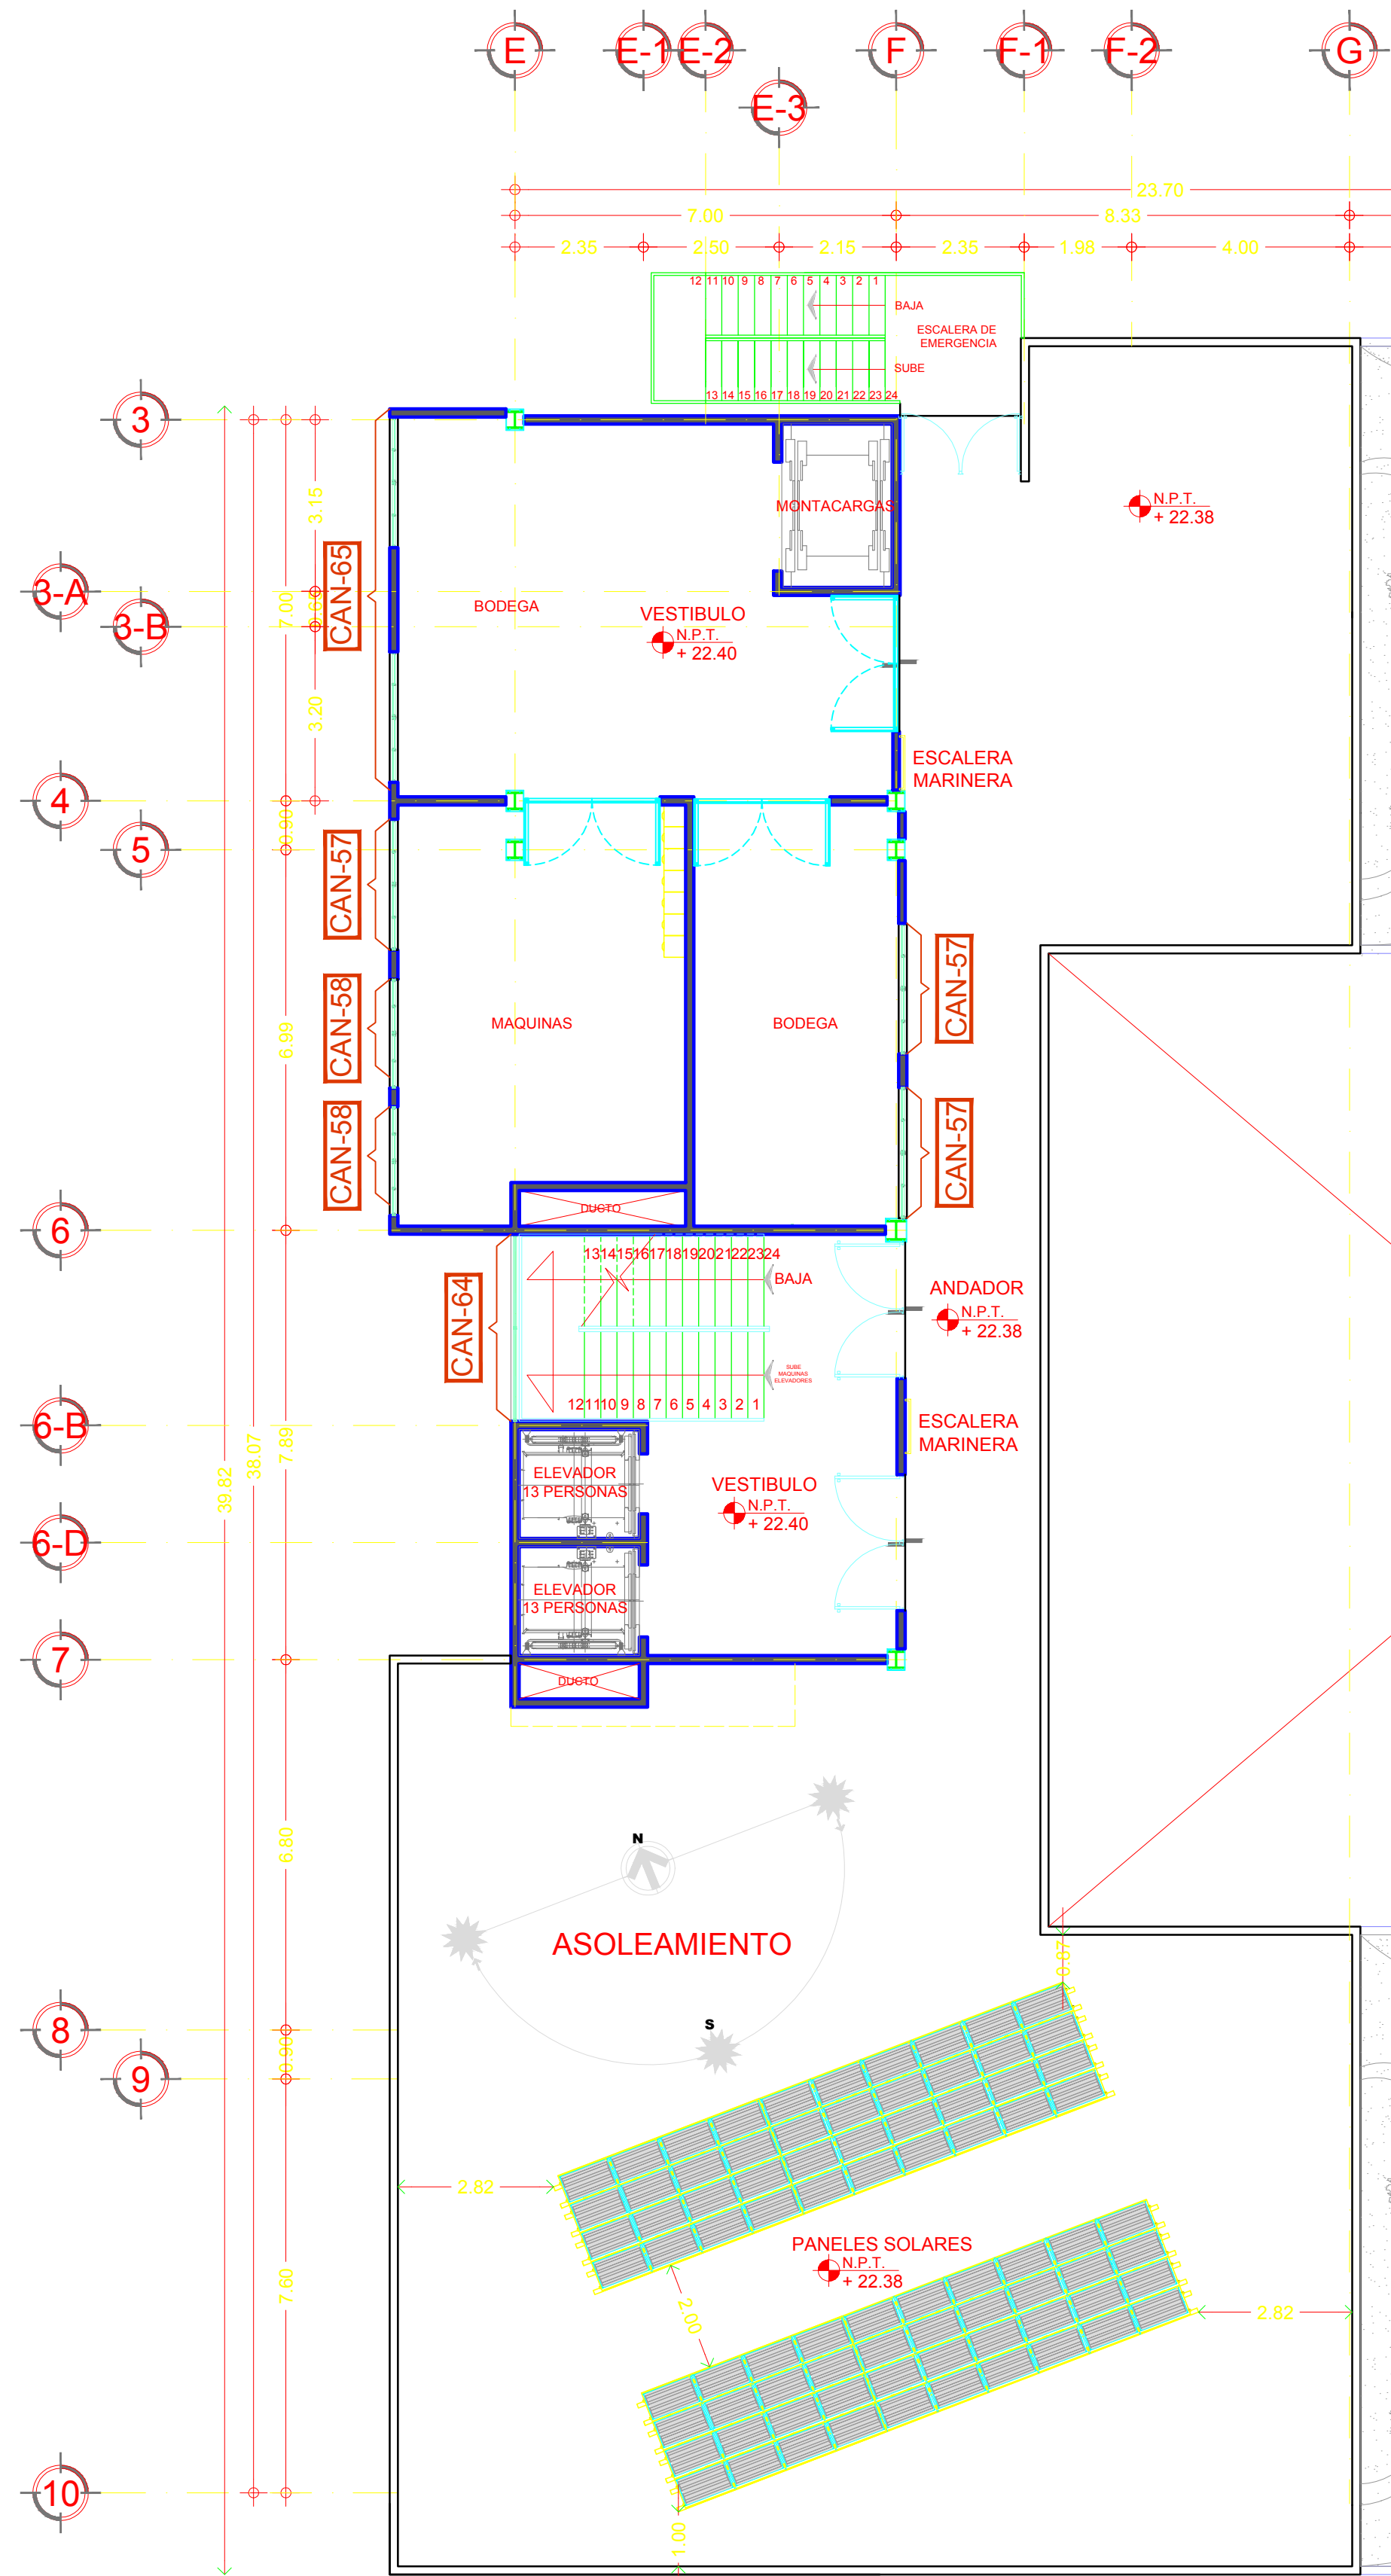 E
E-1
E-2
F
F-1
F-2
G
E-3
23.70
7.00
8.33
2.35
2.50
2.15
2.35
1.98
4.00
12 11 10 9 8 7 6 5 4 3 2 1
BAJA
ESCALERA DE
EMERGENCIA
SUBE
13 14 15 16 17 18 19 20 21 22 23 24
3
3.15
MONTACARGAS
N.P.T.
+ 22.38
CAN-65
3-A
7.00
BODEGA
VESTIBULO
N.P.T.
+ 22.40
3-B
3.20
ESCALERA
MARINERA
4
0.90
5
CAN-57
CAN-57
CAN-58
6.99
MAQUINAS
BODEGA
CAN-58
CAN-57
DUCTO
6
13 14 15 16 17 18 19 20 21 22 23 24
BAJA
CAN-64
ANDADOR
N.P.T.
+ 22.38
SUBE
MAQUINAS
ELEVADORES
12 11 10 9 8 7 6 5 4 3 2 1
6-B
7.89
38.07
39.82
ESCALERA
MARINERA
ELEVADOR
13 PERSONAS
VESTIBULO
N.P.T.
+ 22.40
6-D
ELEVADOR
13 PERSONAS
7
DUCTO
6.80
N
ASOLEAMIENTO
0.87
S
8
0.90
9
2.82
PANELES SOLARES
N.P.T.
+ 22.38
7.60
2.00
2.82
10
1.00